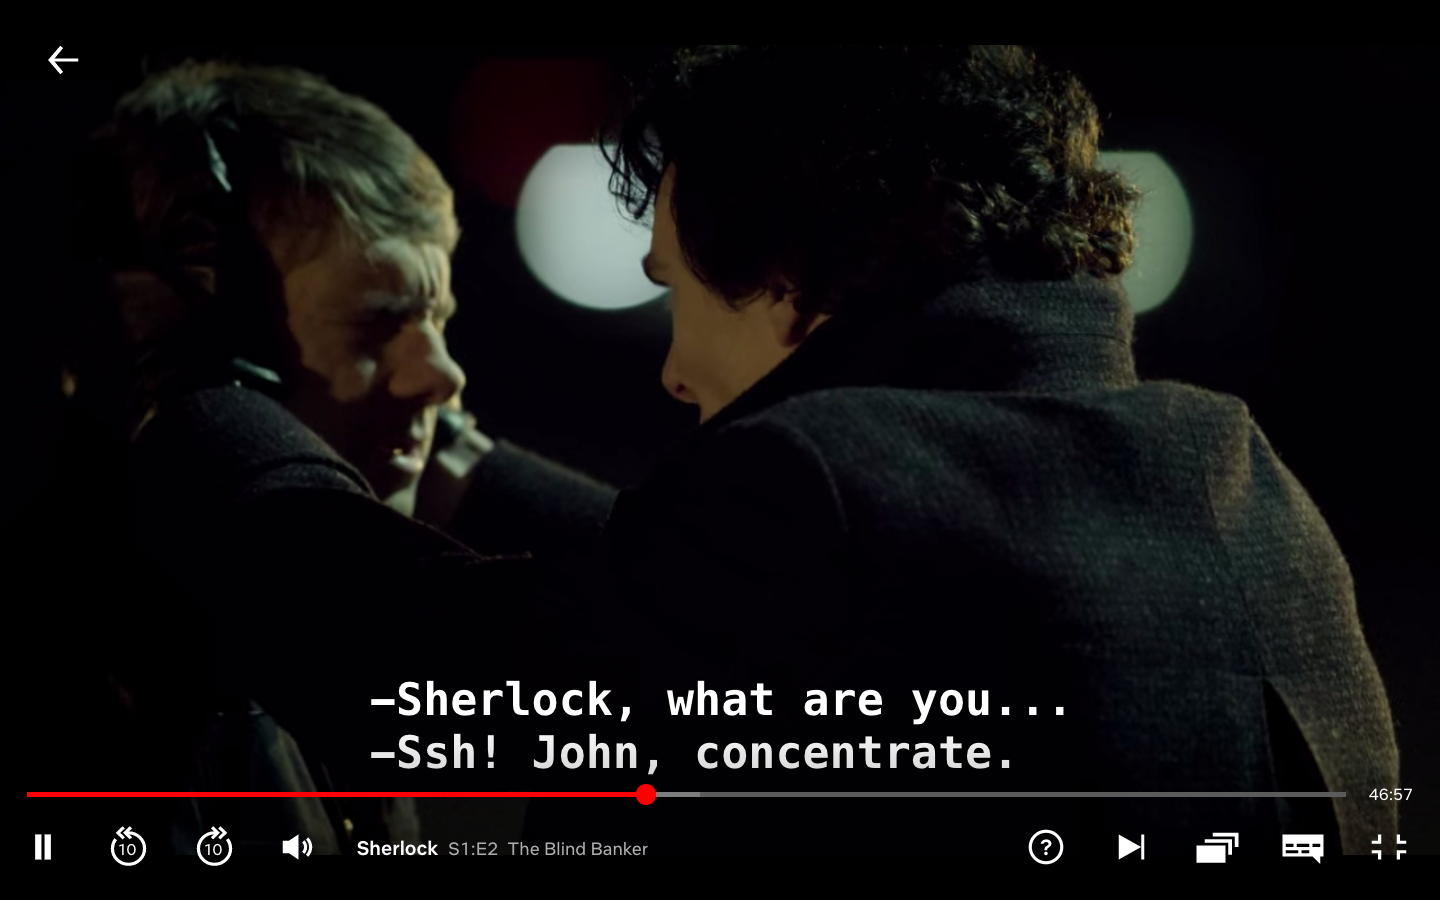 –Sherlock, what are you...
–Ssh! John, concentrate.
46:57
10
10
Sherlock S1:E2 The Blind Banker
?